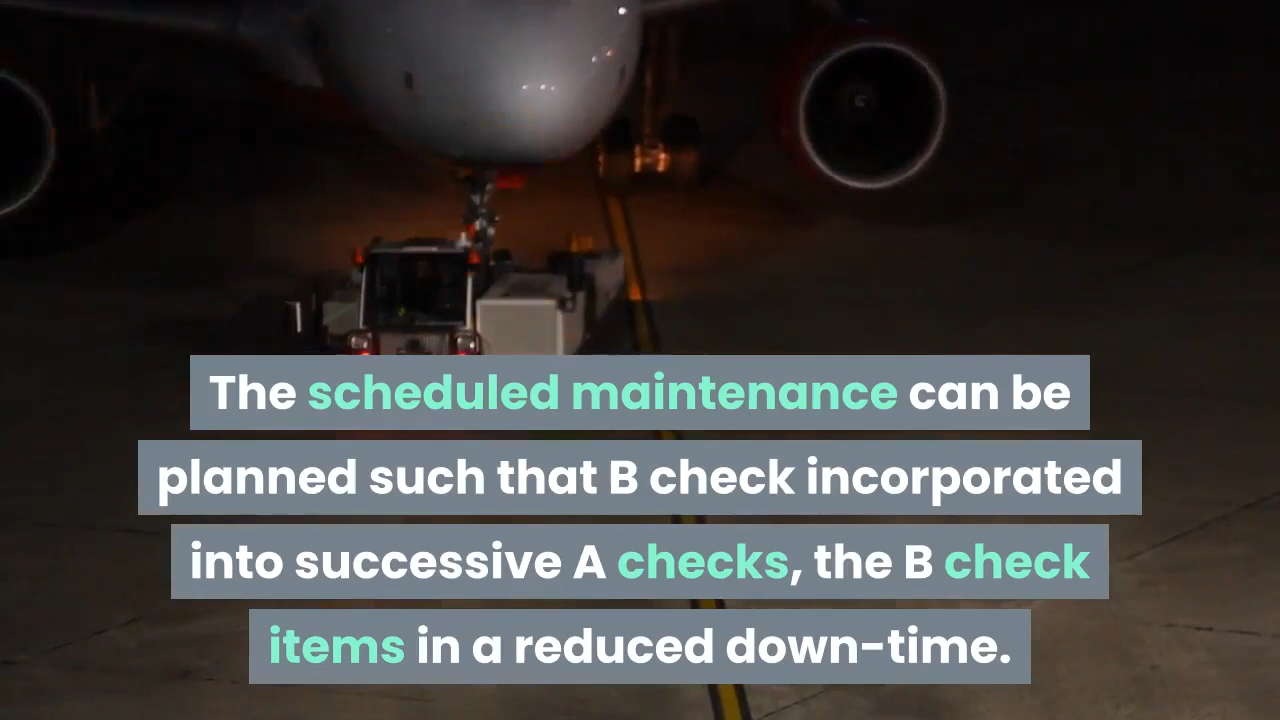 The scheduled maintenance can be
planned such that B check incorporated
into successive A checks, the B check
items in a reduced down-time.